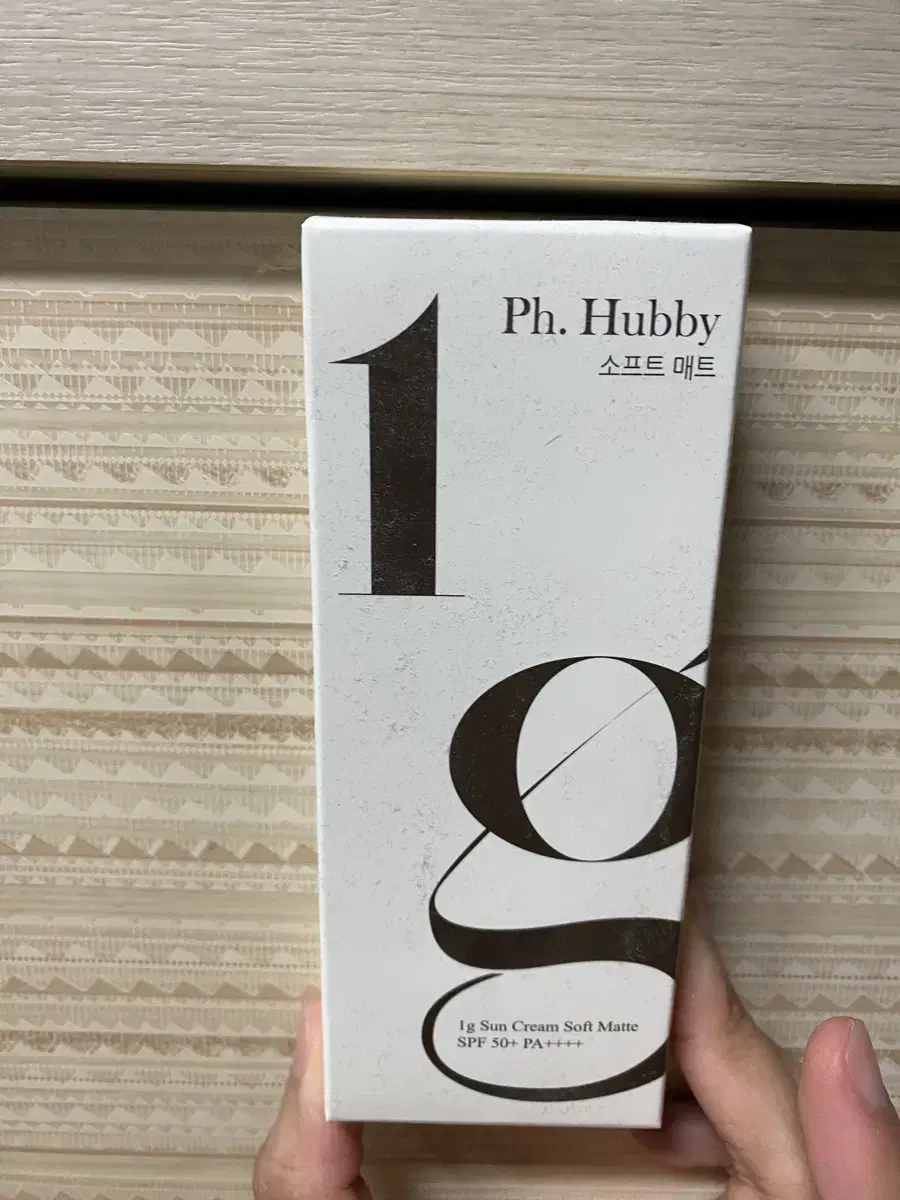 1
Ph. Hubby
소프트 매트
g
1g Sun Cream Soft Matte
SPF 50+ PA++++